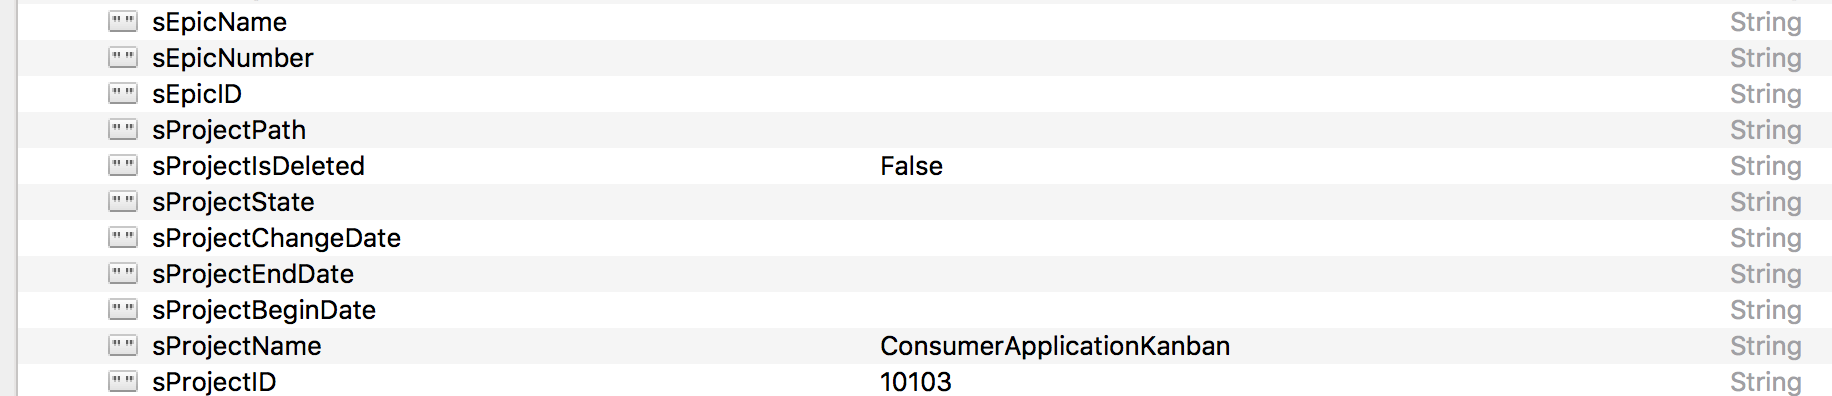 sEpicName String
sEpicNumber String
sEpicID String
sProjectPath String
sProjectIsDeleted False String
sProjectState String
sProjectChangeDate String
sProjectEndDate String
sProjectBeginDate String
sProjectName ConsumerApplicationKanban String
sProjectID 10103 String